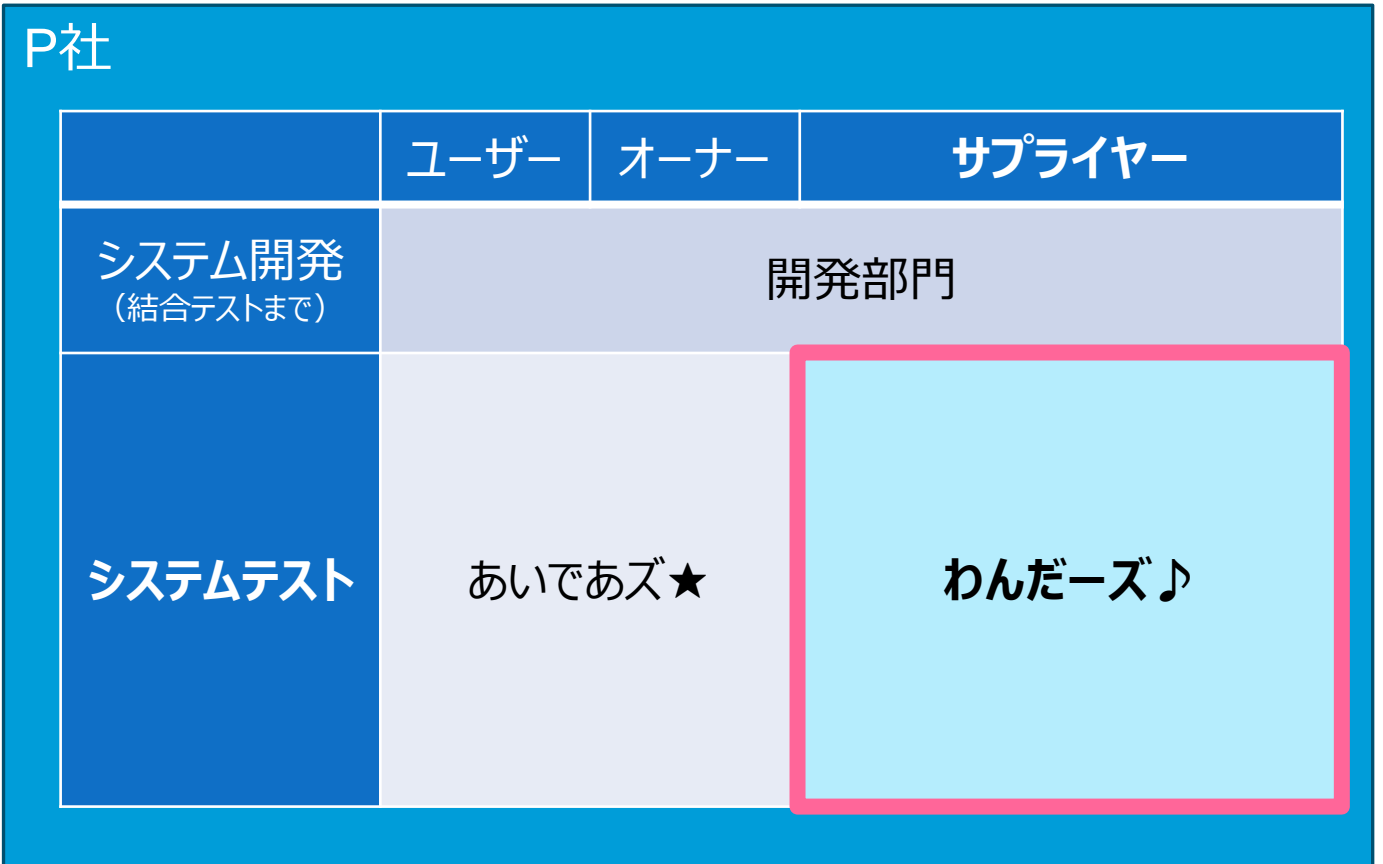 P社
ユーザー
オーナー
サプライヤー
システム開発
（結合テストまで）
開発部門
システムテスト
あいであズ★
わんだーズ♪